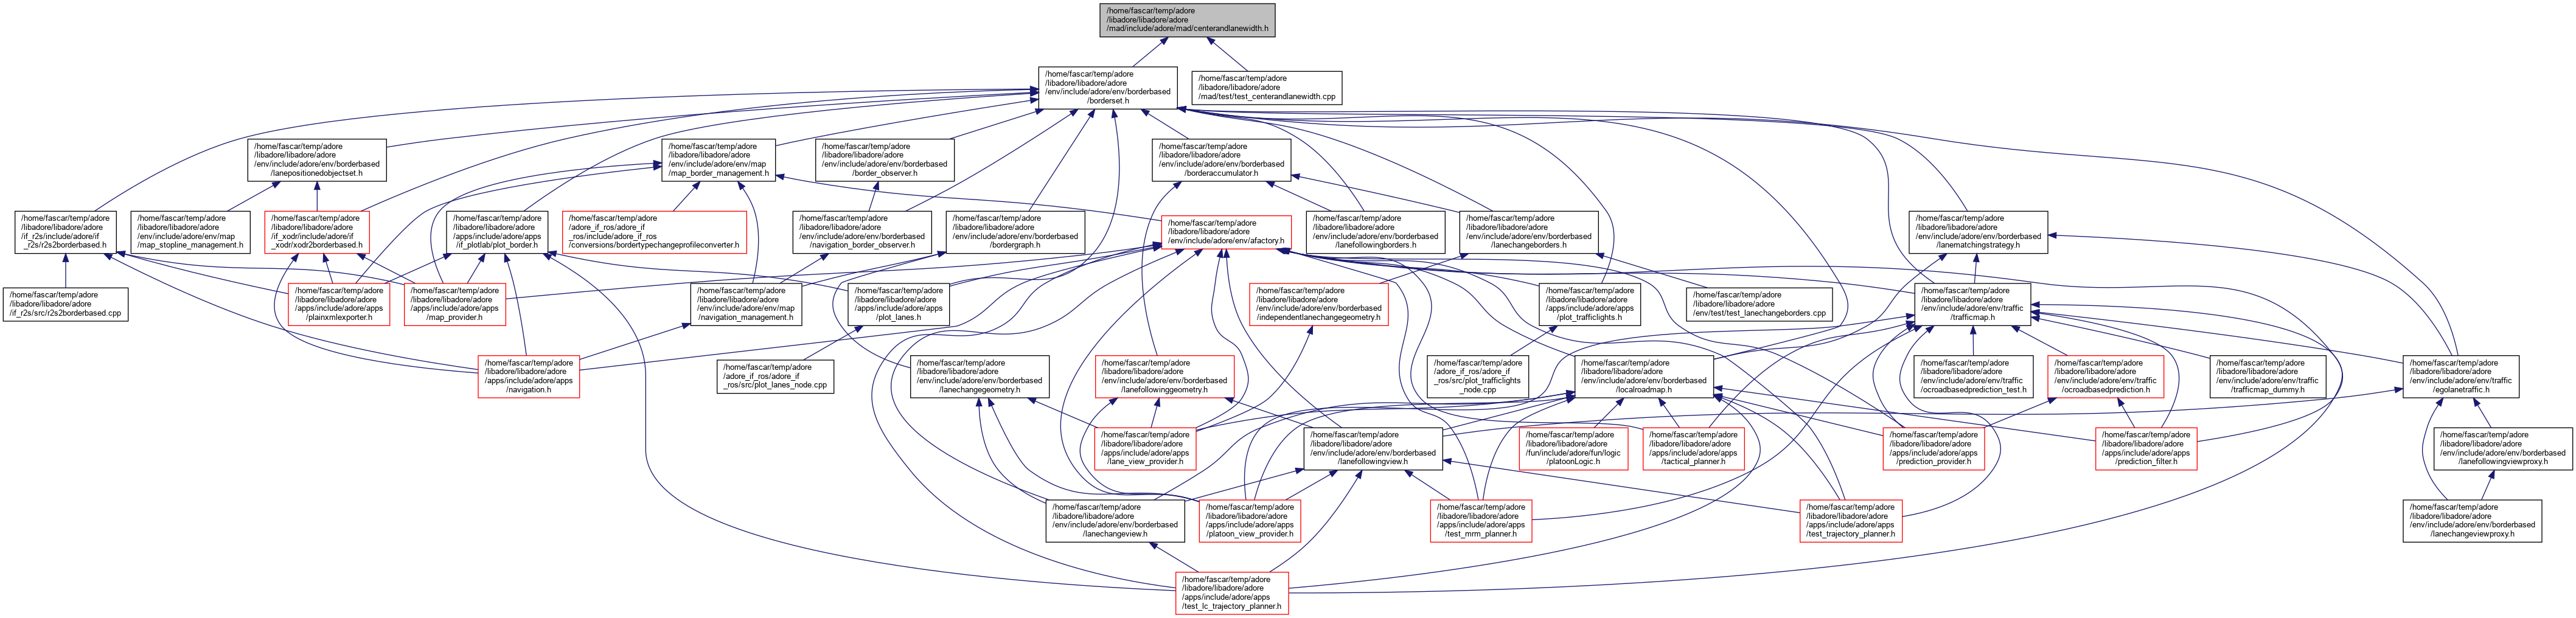 /home/fascar/temp/adore
/libadore/libadore/adore
/mad/include/adore/mad/centerandlanewidth.h
/home/fascar/temp/adore
/libadore/libadore/adore
/env/include/adore/env/borderbased
/borderset.h
/home/fascar/temp/adore
/libadore/libadore/adore
/mad/test/test_centerandlanewidth.cpp
/home/fascar/temp/adore
/libadore/libadore/adore
/env/include/adore/env/borderbased
/lanepositionedobjectset.h
/home/fascar/temp/adore
/libadore/libadore/adore
/env/include/adore/env/map
/map_border_management.h
/home/fascar/temp/adore
/libadore/libadore/adore
/env/include/adore/env/borderbased
/border_observer.h
/home/fascar/temp/adore
/libadore/libadore/adore
/env/include/adore/env/borderbased
/borderaccumulator.h
/home/fascar/temp/adore
/libadore/libadore/adore
/if_r2s/include/adore/if
_r2s/r2s2borderbased.h
/home/fascar/temp/adore
/libadore/libadore/adore
/env/include/adore/env/map
/map_stopline_management.h
/home/fascar/temp/adore
/libadore/libadore/adore
/if_xodr/include/adore/if
_xodr/xodr2borderbased.h
/home/fascar/temp/adore
/libadore/libadore/adore
/apps/include/adore/apps
/if_plotlab/plot_border.h
/home/fascar/temp/adore
/adore_if_ros/adore_if
_ros/include/adore_if_ros
/conversions/bordertypechangeprofileconverter.h
/home/fascar/temp/adore
/libadore/libadore/adore
/env/include/adore/env/borderbased
/navigation_border_observer.h
/home/fascar/temp/adore
/libadore/libadore/adore
/env/include/adore/env/borderbased
/bordergraph.h
/home/fascar/temp/adore
/libadore/libadore/adore
/env/include/adore/env/afactory.h
/home/fascar/temp/adore
/libadore/libadore/adore
/env/include/adore/env/borderbased
/lanefollowingborders.h
/home/fascar/temp/adore
/libadore/libadore/adore
/env/include/adore/env/borderbased
/lanechangeborders.h
/home/fascar/temp/adore
/libadore/libadore/adore
/env/include/adore/env/borderbased
/lanematchingstrategy.h
/home/fascar/temp/adore
/libadore/libadore/adore
/if_r2s/src/r2s2borderbased.cpp
/home/fascar/temp/adore
/libadore/libadore/adore
/apps/include/adore/apps
/plainxmlexporter.h
/home/fascar/temp/adore
/libadore/libadore/adore
/apps/include/adore/apps
/map_provider.h
/home/fascar/temp/adore
/libadore/libadore/adore
/env/include/adore/env/map
/navigation_management.h
/home/fascar/temp/adore
/libadore/libadore/adore
/apps/include/adore/apps
/plot_lanes.h
/home/fascar/temp/adore
/libadore/libadore/adore
/env/include/adore/env/borderbased
/independentlanechangegeometry.h
/home/fascar/temp/adore
/libadore/libadore/adore
/apps/include/adore/apps
/plot_trafficlights.h
/home/fascar/temp/adore
/libadore/libadore/adore
/env/test/test_lanechangeborders.cpp
/home/fascar/temp/adore
/libadore/libadore/adore
/env/include/adore/env/traffic
/trafficmap.h
/home/fascar/temp/adore
/libadore/libadore/adore
/apps/include/adore/apps
/navigation.h
/home/fascar/temp/adore
/adore_if_ros/adore_if
_ros/src/plot_lanes_node.cpp
/home/fascar/temp/adore
/libadore/libadore/adore
/env/include/adore/env/borderbased
/lanechangegeometry.h
/home/fascar/temp/adore
/libadore/libadore/adore
/env/include/adore/env/borderbased
/lanefollowinggeometry.h
/home/fascar/temp/adore
/adore_if_ros/adore_if
_ros/src/plot_trafficlights
_node.cpp
/home/fascar/temp/adore
/libadore/libadore/adore
/env/include/adore/env/borderbased
/localroadmap.h
/home/fascar/temp/adore
/libadore/libadore/adore
/env/include/adore/env/traffic
/ocroadbasedprediction_test.h
/home/fascar/temp/adore
/libadore/libadore/adore
/env/include/adore/env/traffic
/ocroadbasedprediction.h
/home/fascar/temp/adore
/libadore/libadore/adore
/env/include/adore/env/traffic
/trafficmap_dummy.h
/home/fascar/temp/adore
/libadore/libadore/adore
/env/include/adore/env/traffic
/egolanetraffic.h
/home/fascar/temp/adore
/libadore/libadore/adore
/apps/include/adore/apps
/lane_view_provider.h
/home/fascar/temp/adore
/libadore/libadore/adore
/env/include/adore/env/borderbased
/lanefollowingview.h
/home/fascar/temp/adore
/libadore/libadore/adore
/fun/include/adore/fun/logic
/platoonLogic.h
/home/fascar/temp/adore
/libadore/libadore/adore
/apps/include/adore/apps
/tactical_planner.h
/home/fascar/temp/adore
/libadore/libadore/adore
/apps/include/adore/apps
/prediction_provider.h
/home/fascar/temp/adore
/libadore/libadore/adore
/apps/include/adore/apps
/prediction_filter.h
/home/fascar/temp/adore
/libadore/libadore/adore
/env/include/adore/env/borderbased
/lanefollowingviewproxy.h
/home/fascar/temp/adore
/libadore/libadore/adore
/env/include/adore/env/borderbased
/lanechangeview.h
/home/fascar/temp/adore
/libadore/libadore/adore
/apps/include/adore/apps
/platoon_view_provider.h
/home/fascar/temp/adore
/libadore/libadore/adore
/apps/include/adore/apps
/test_mrm_planner.h
/home/fascar/temp/adore
/libadore/libadore/adore
/apps/include/adore/apps
/test_trajectory_planner.h
/home/fascar/temp/adore
/libadore/libadore/adore
/env/include/adore/env/borderbased
/lanechangeviewproxy.h
/home/fascar/temp/adore
/libadore/libadore/adore
/apps/include/adore/apps
/test_lc_trajectory_planner.h